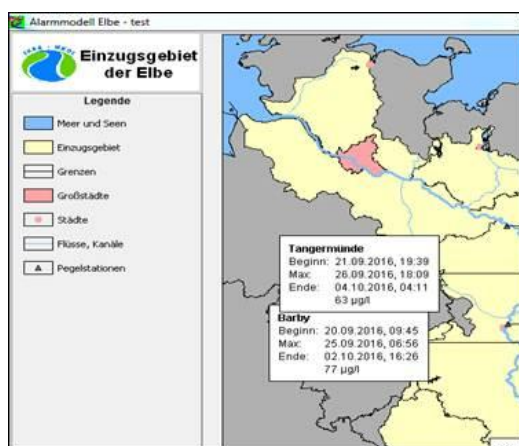 Alarmmodell Elbe - test
IKSE - MKOL
Einzugsgebiet
der Elbe
Legende
Meer und Seen
Einzugsgebiet
Grenzen
Großstädte
Städte
Flüsse, Kanäle
Pegelstationen
Tangermünde
Beginn: 21.09.2016, 19:39
Max: 26.09.2016, 18:09
Ende: 04.10.2016, 04:11
63 µg/l
Barby
Beginn: 20.09.2016, 09:45
Max: 25.09.2016, 06:56
Ende: 02.10.2016, 16:26
77 µg/l